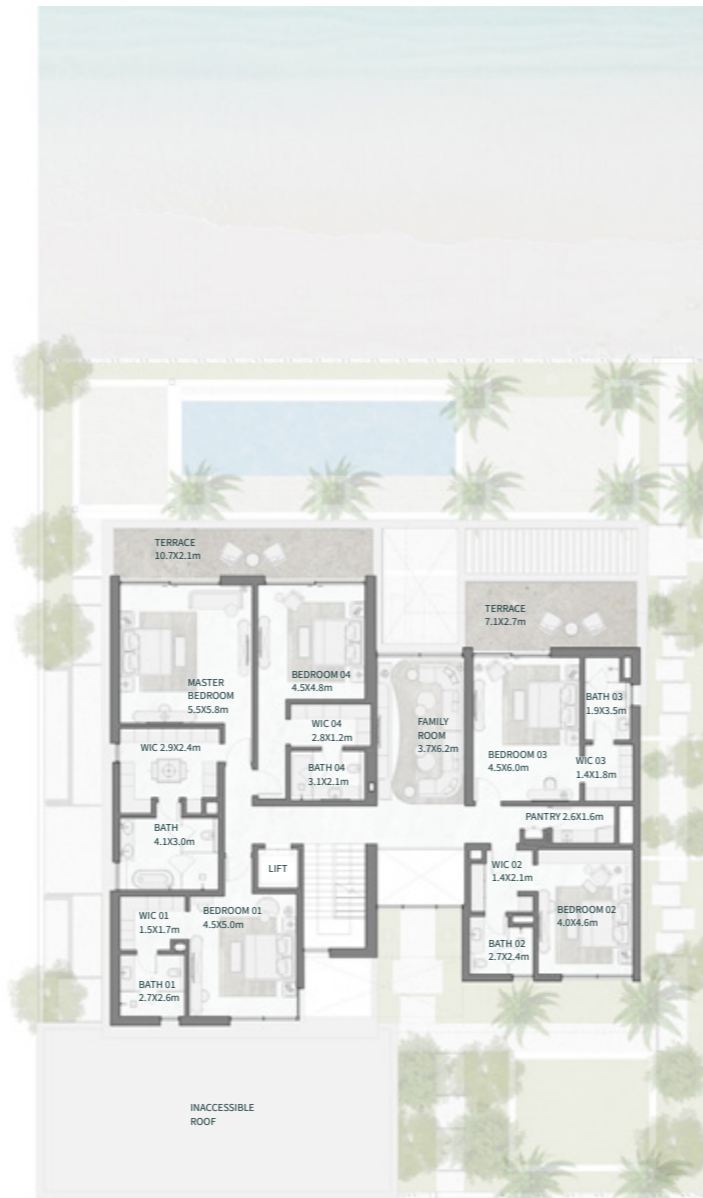 TERRACE
10.7X2.1m
TERRACE
7.1X2.7m
MASTER
BEDROOM
5.5X5.8m
BEDROOM 04
4.5X4.8m
BATH 03
1.9X3.5m
WIC 04
2.8X1.2m
FAMILY
ROOM
3.7X6.2m
WIC 2.9X2.4m
BEDROOM 03
4.5X6.0m
WIC 03
1.4X1.8m
BATH 04
3.1X2.1m
PANTRY 2.6X1.6m
BATH
4.1X3.0m
LIFT
WIC 02
1.4X2.1m
WIC 01
1.5X1.7m
BEDROOM 01
4.5X5.0m
BEDROOM 02
4.0X4.6m
BATH 02
2.7X2.4m
BATH 01
2.7X2.6m
INACCESSIBLE
ROOF